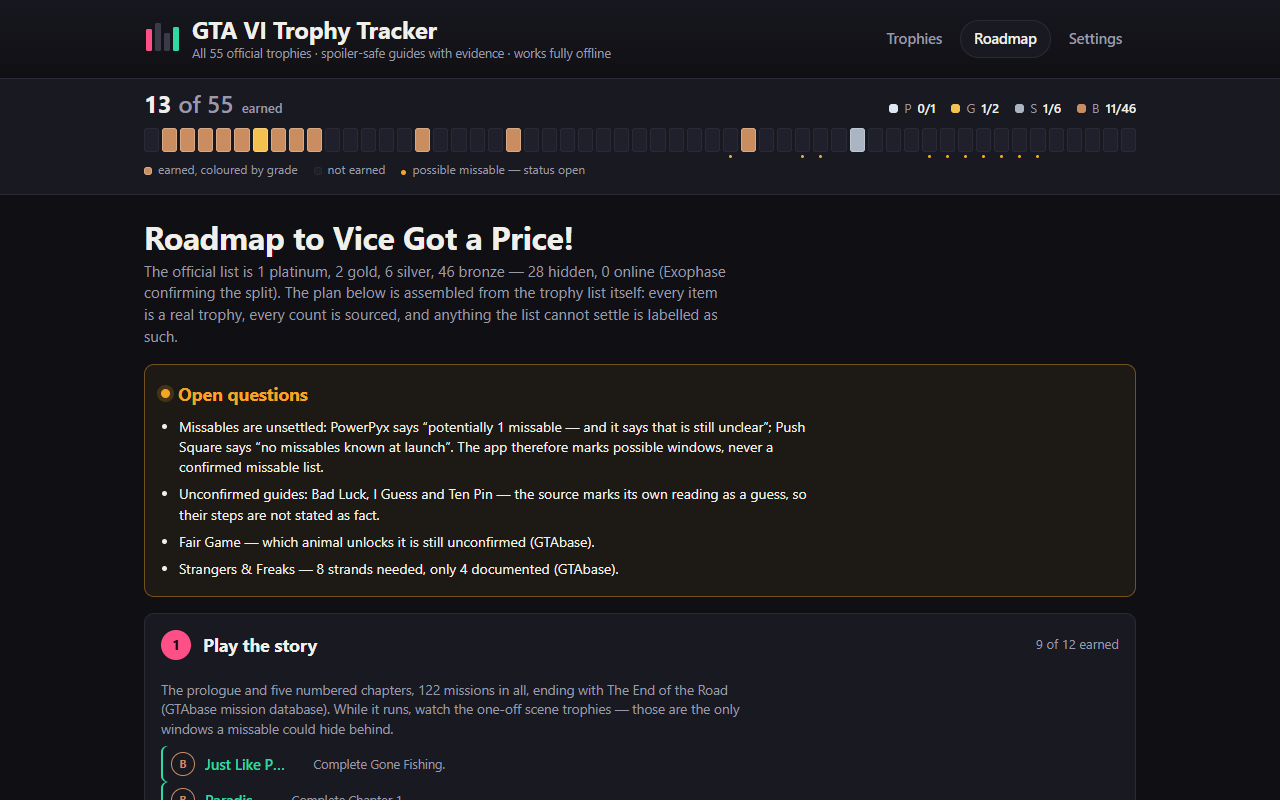 GTA VI Trophy Tracker
All 55 official trophies · spoiler-safe guides with evidence · works fully offline
Trophies
Roadmap
Settings
13 of 55 earned
P 0/1
G 1/2
S 1/6
B 11/46
earned, coloured by grade
not earned
possible missable — status open
Roadmap to Vice Got a Price!
The official list is 1 platinum, 2 gold, 6 silver, 46 bronze — 28 hidden, 0 online (Exophase
confirming the split). The plan below is assembled from the trophy list itself: every item
is a real trophy, every count is sourced, and anything the list cannot settle is labelled as
such.
Open questions
Missables are unsettled: PowerPyx says “potentially 1 missable — and it says that is still unclear”; Push
Square says “no missables known at launch”. The app therefore marks possible windows, never a
confirmed missable list.
Unconfirmed guides: Bad Luck, I Guess and Ten Pin — the source marks its own reading as a guess, so
their steps are not stated as fact.
Fair Game — which animal unlocks it is still unconfirmed (GTAbase).
Strangers & Freaks — 8 strands needed, only 4 documented (GTAbase).
1
Play the story
9 of 12 earned
The prologue and five numbered chapters, 122 missions in all, ending with The End of the Road
(GTAbase mission database). While it runs, watch the one-off scene trophies — those are the only
windows a missable could hide behind.
B
Just Like P...
Complete Gone Fishing.